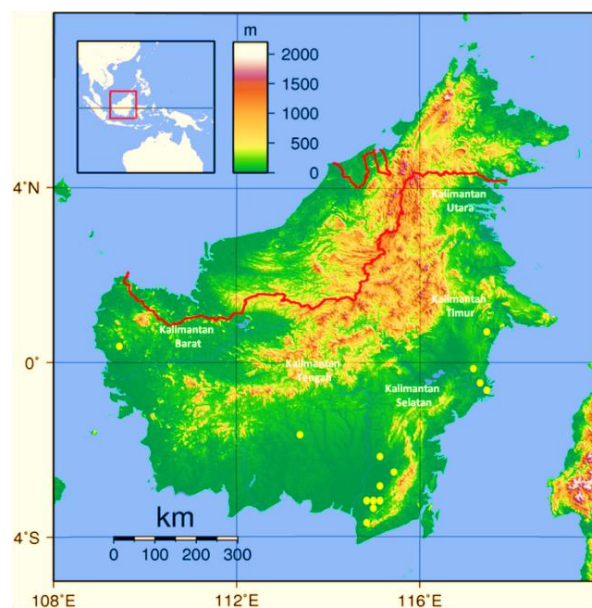 m
2000
1500
1000
500
0
4°N
0°
4°S
Kalimantan
Utara
Kalimantan
Timur
Kalimantan
Barat
Kalimantan
Tengah
Kalimantan
Selatan
km
0 100 200 300
108°E 112°E 116°E